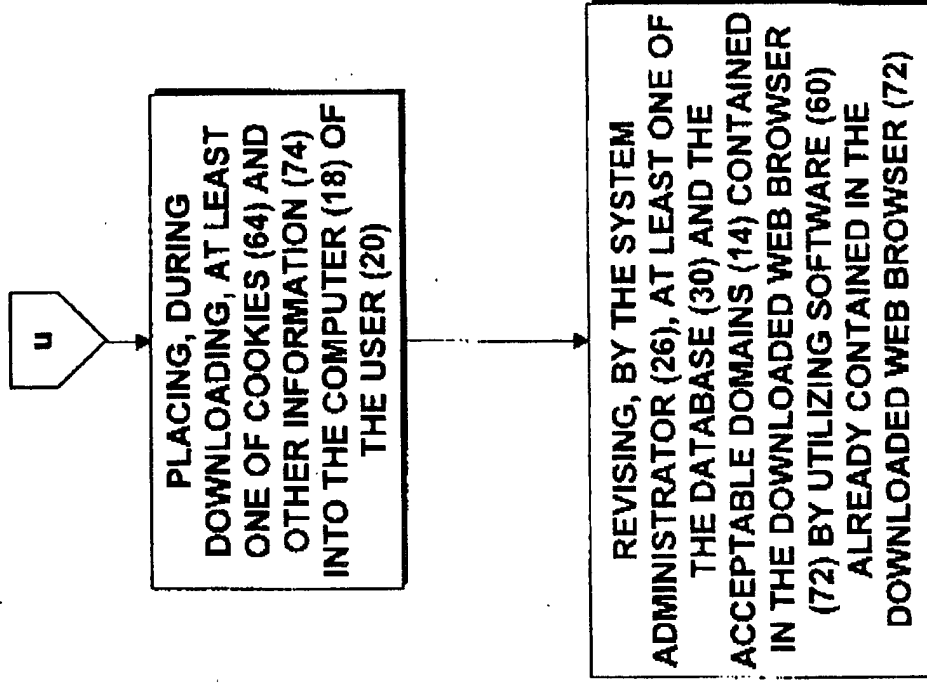 u
PLACING, DURING
DOWNLOADING, AT LEAST
ONE OF COOKIES (64) AND
OTHER INFORMATION (74)
INTO THE COMPUTER (18) OF
THE USER (20)
REVISING, BY THE SYSTEM
ADMINISTRATOR (26), AT LEAST ONE OF
THE DATABASE (30) AND THE
ACCEPTABLE DOMAINS (14) CONTAINED
IN THE DOWNLOADED WEB BROWSER
(72) BY UTILIZING SOFTWARE (60)
ALREADY CONTAINED IN THE
DOWNLOADED WEB BROWSER (72)